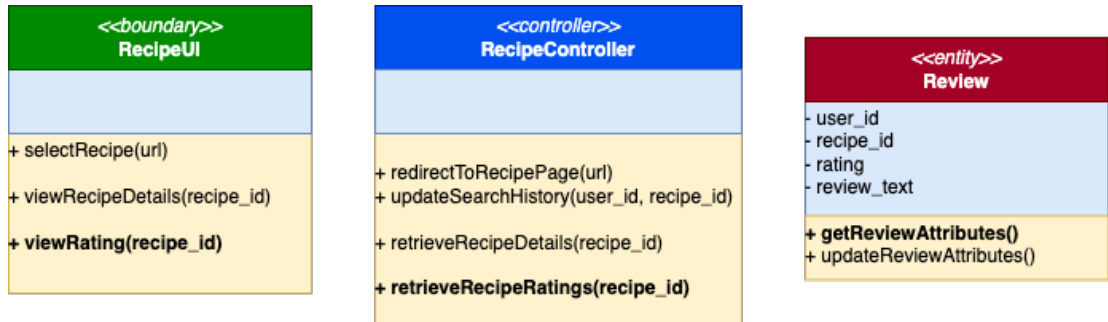 <<boundary>>
RecipeUI
+ selectRecipe(url)
+ viewRecipeDetails(recipe_id)
+ viewRating(recipe_id)
<<controller>>
RecipeController
+ redirectToRecipePage(url)
+ updateSearchHistory(user_id, recipe_id)
+ retrieveRecipeDetails(recipe_id)
+ retrieveRecipeRatings(recipe_id)
<<entity>>
Review
- user_id
- recipe_id
- rating
- review_text
+ getReviewAttributes()
+ updateReviewAttributes()